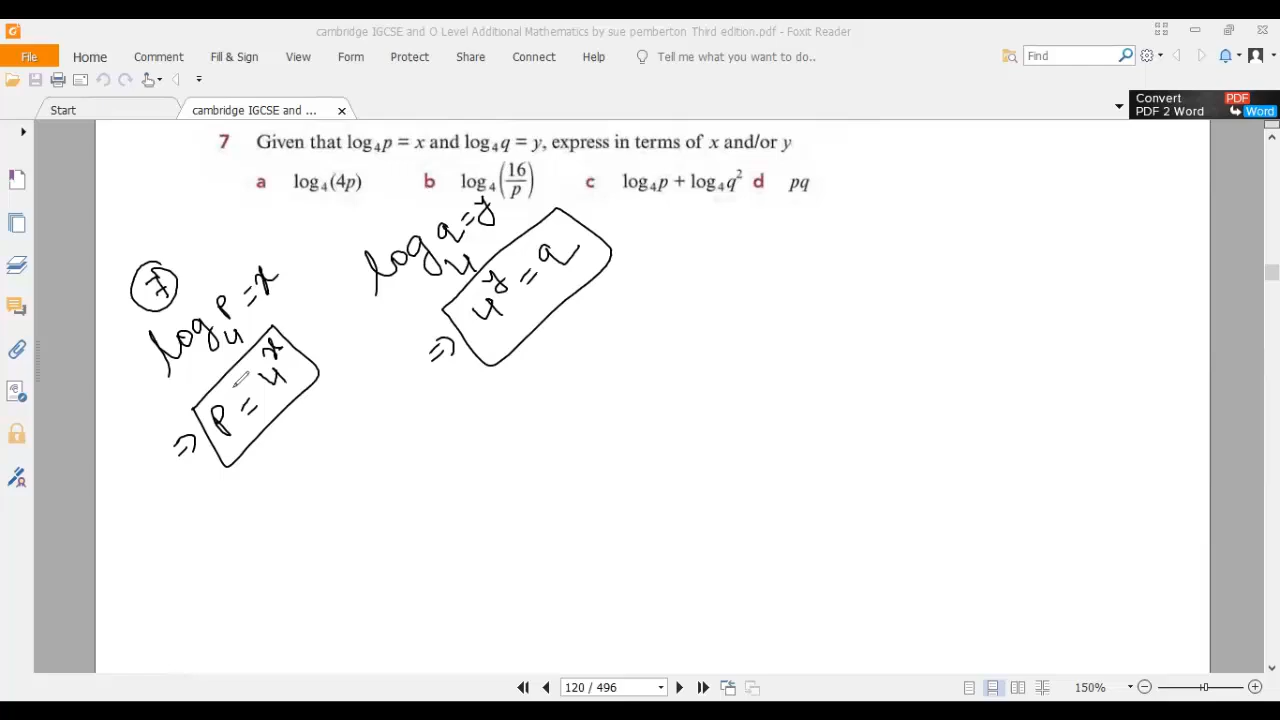 cambridge IGCSE and O Level Additional Mathematics by sue pemberton Third edition.pdf - Foxit Reader
File Home Comment Fill & Sign View Form Protect Share Connect Help Tell me what you want to do.. Find
Start cambridge IGCSE and ... Convert PDF
PDF 2 Word Word
7 Given that log₄p = x and log₄q = y, express in terms of x and/or y
a log₄(4p) b log₄(16/p) c log₄p + log₄q² d pq
7
log₄p = x
⇒ p = 4ˣ
log₄q = y
⇒ 4ʸ = q
120 / 496 150%